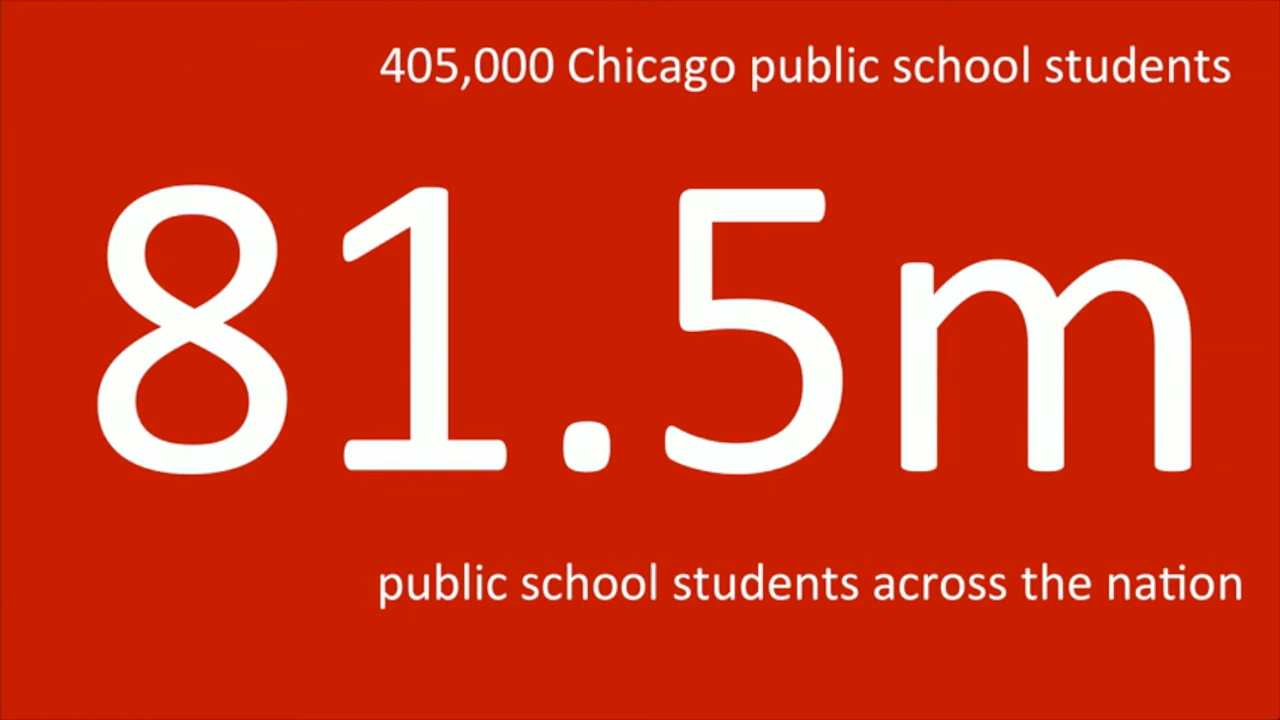 405,000 Chicago public school students
81.5m
public school students across the nation